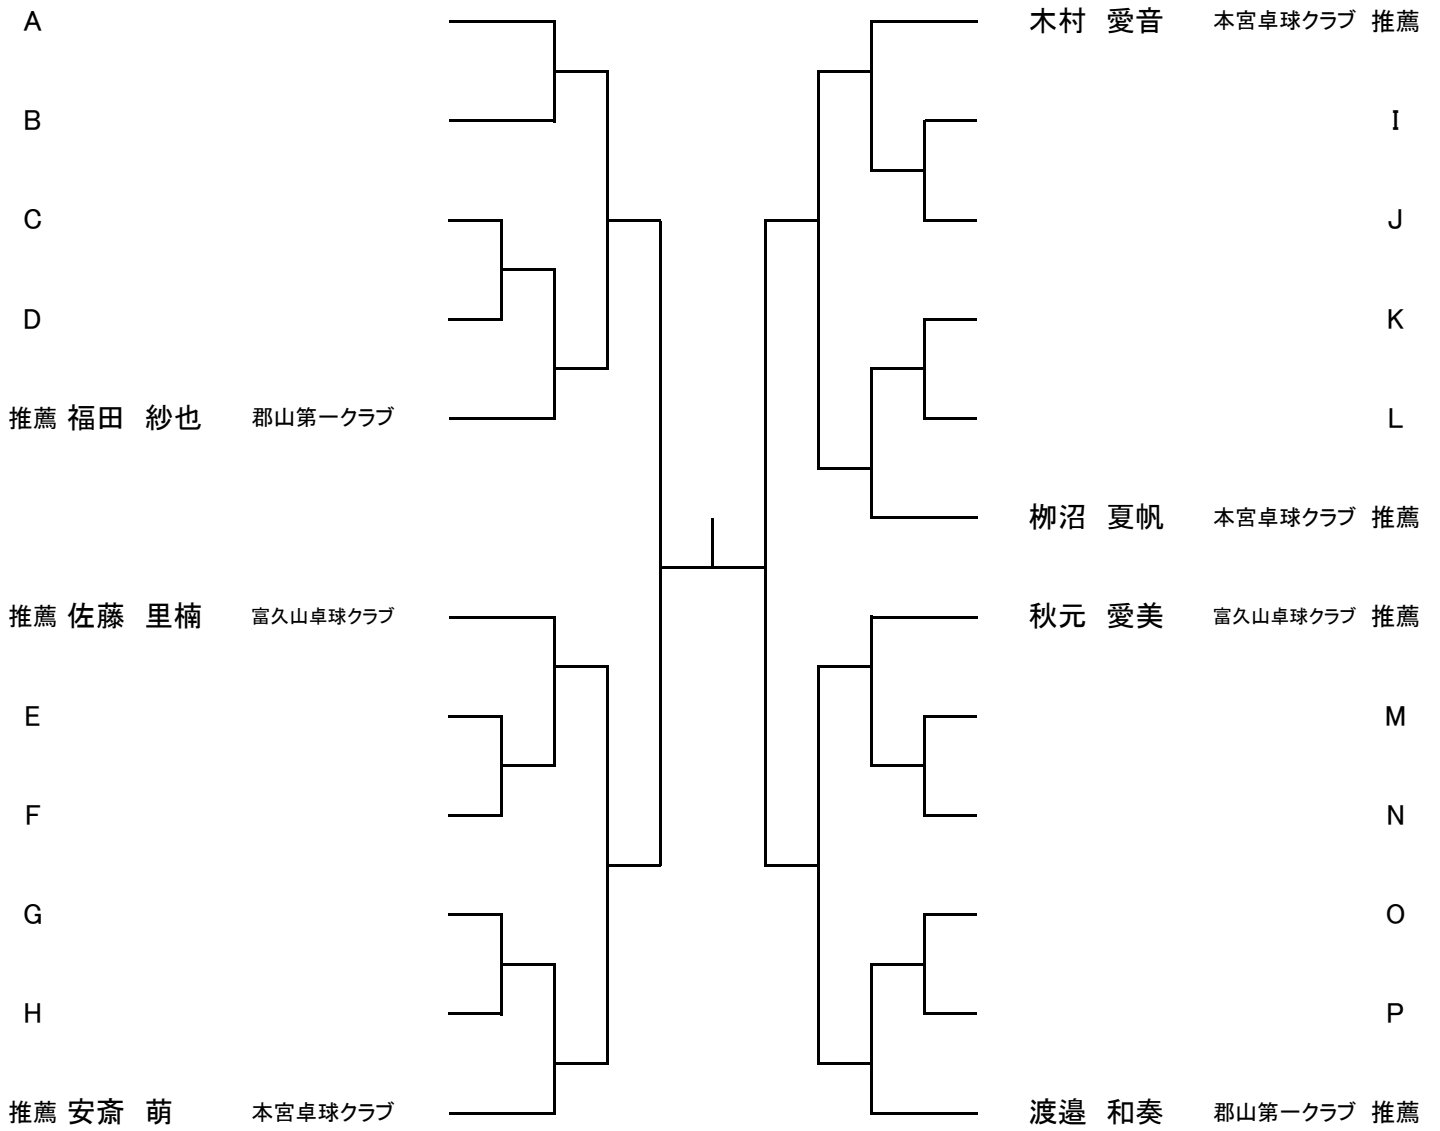 A
B
C
D
推薦 福田 紗也 郡山第一クラブ
推薦 佐藤 里楠 富久山卓球クラブ
E
F
G
H
推薦 安斎 萌 本宮卓球クラブ
木村 愛音 本宮卓球クラブ 推薦
I
J
K
L
栁沼 夏帆 本宮卓球クラブ 推薦
秋元 愛美 富久山卓球クラブ 推薦
M
N
O
P
渡邉 和奏 郡山第一クラブ 推薦